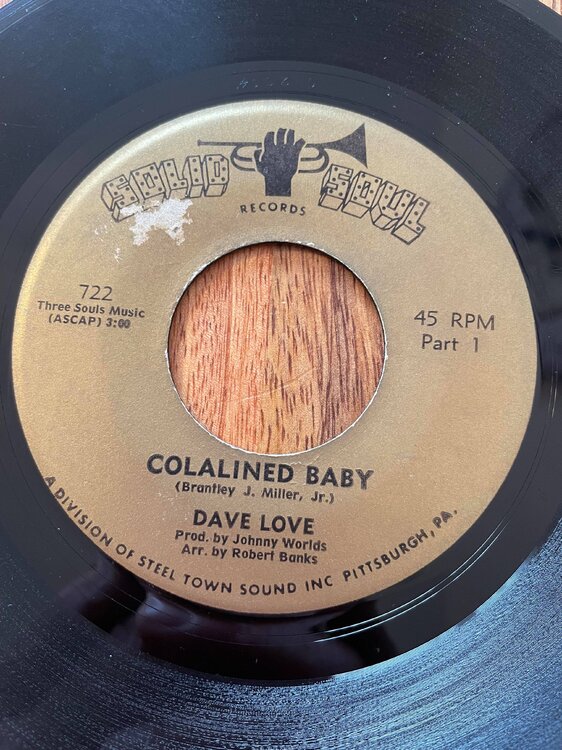 SOLID SOUL
RECORDS
722
Three Souls Music
(ASCAP) 3:00
45 RPM
Part 1
COLALINED BABY
(Brantley J. Miller, Jr.)
DAVE LOVE
Prod. by Johnny Worlds
Arr. by Robert Banks
A DIVISION OF STEEL TOWN SOUND INC PITTSBURGH, PA.